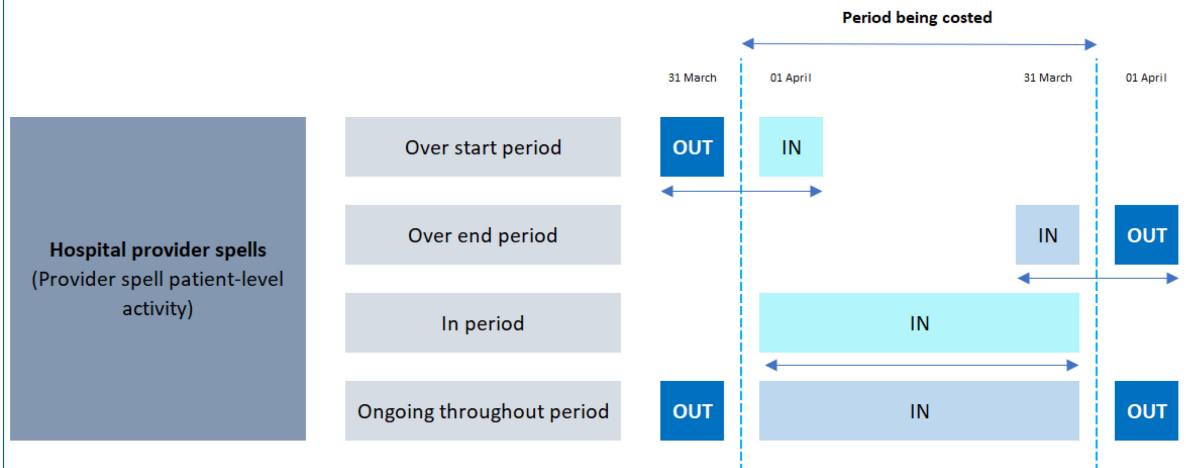 Period being costed
31 March
01 April
31 March
01 April
Over start period
OUT
IN
Over end period
IN
OUT
Hospital provider spells
(Provider spell patient-level
activity)
In period
IN
Ongoing throughout period
OUT
IN
OUT